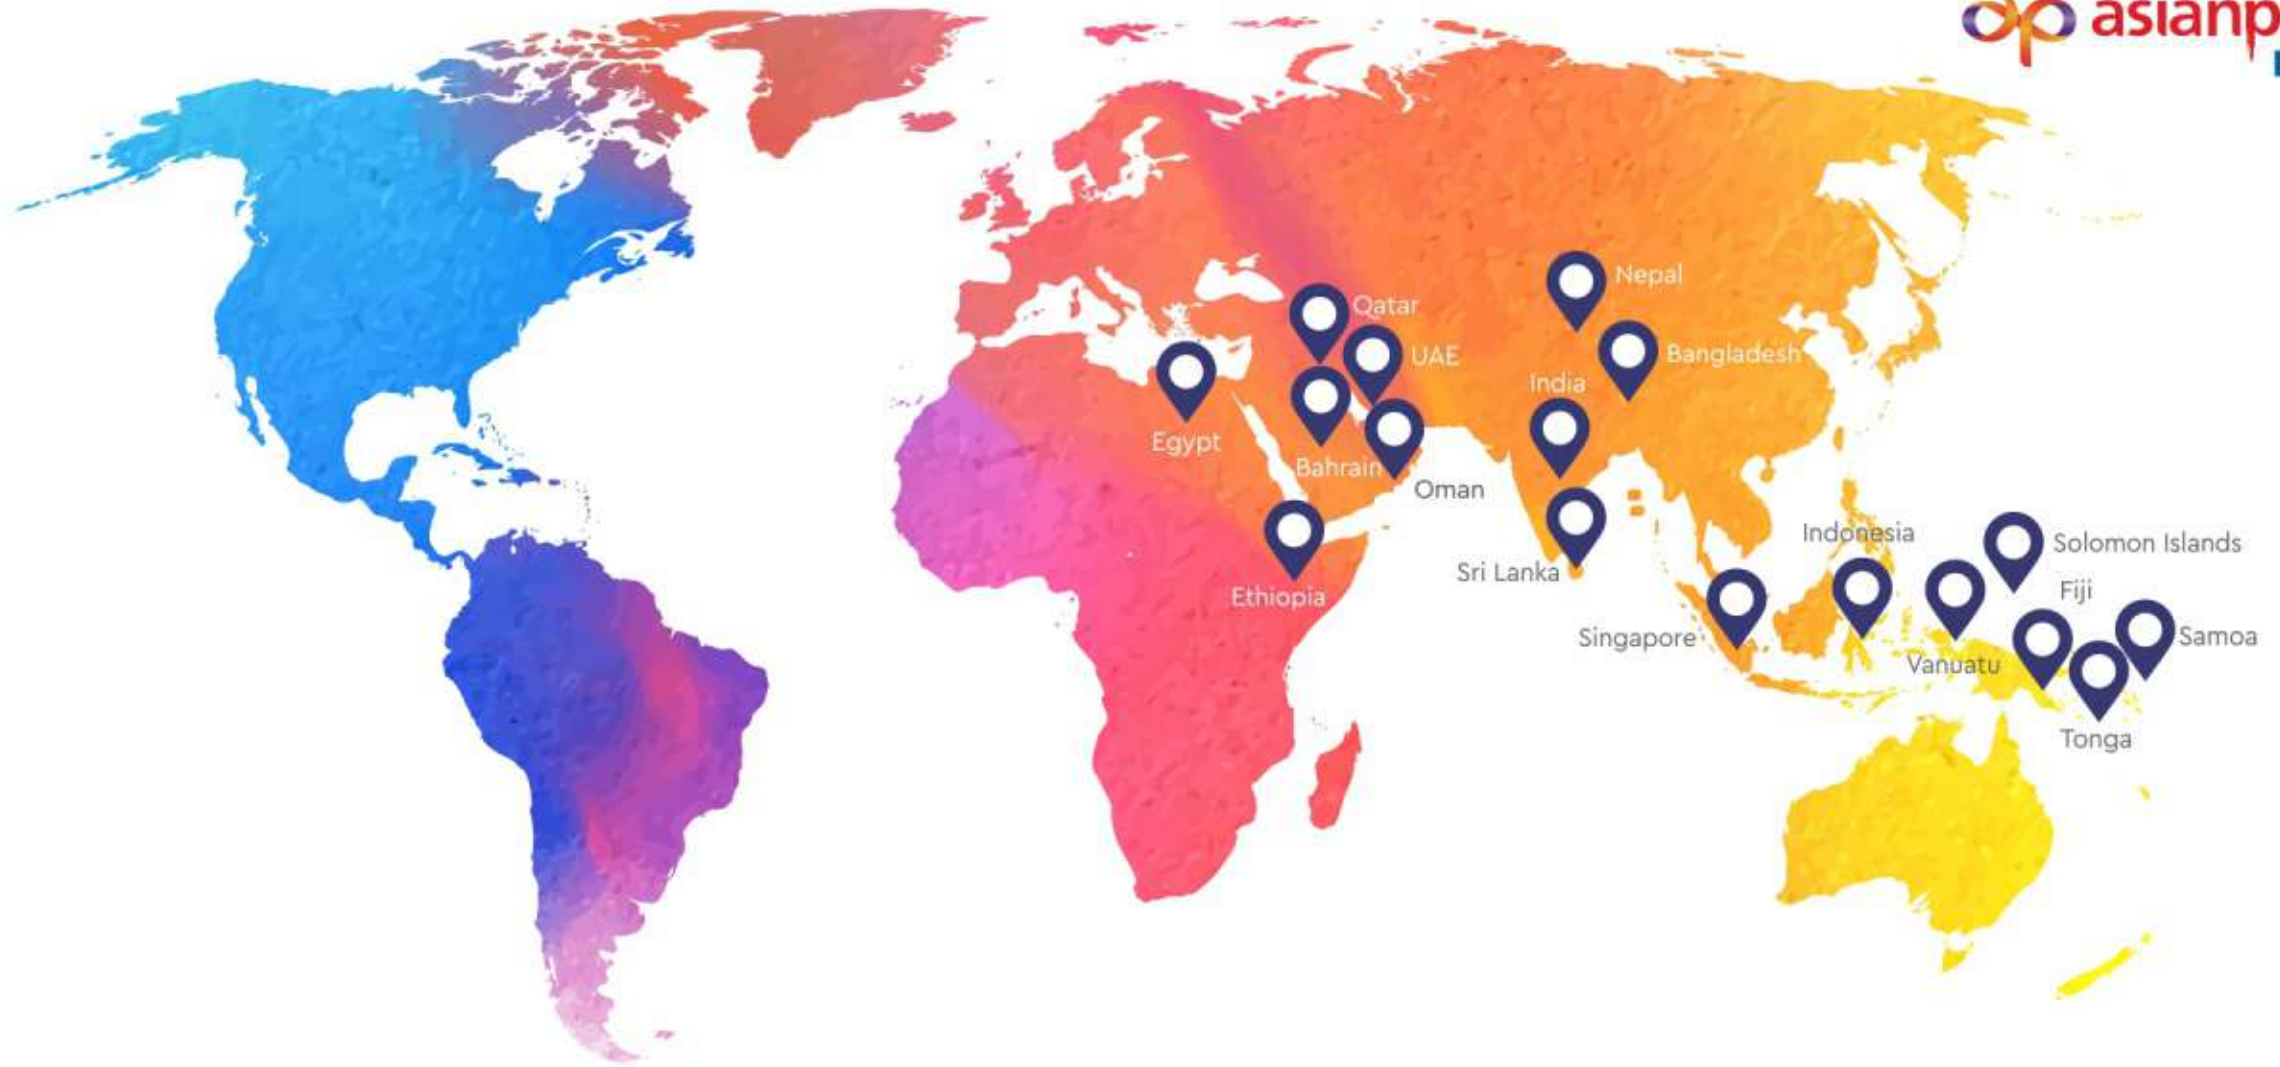 asianp
Nepal
Qatar
UAE
Bangladesh
India
Egypt
Bahrain
Oman
Indonesia
Solomon Islands
Sri Lanka
Fiji
Ethiopia
Singapore
Samoa
Vanuatu
Tonga